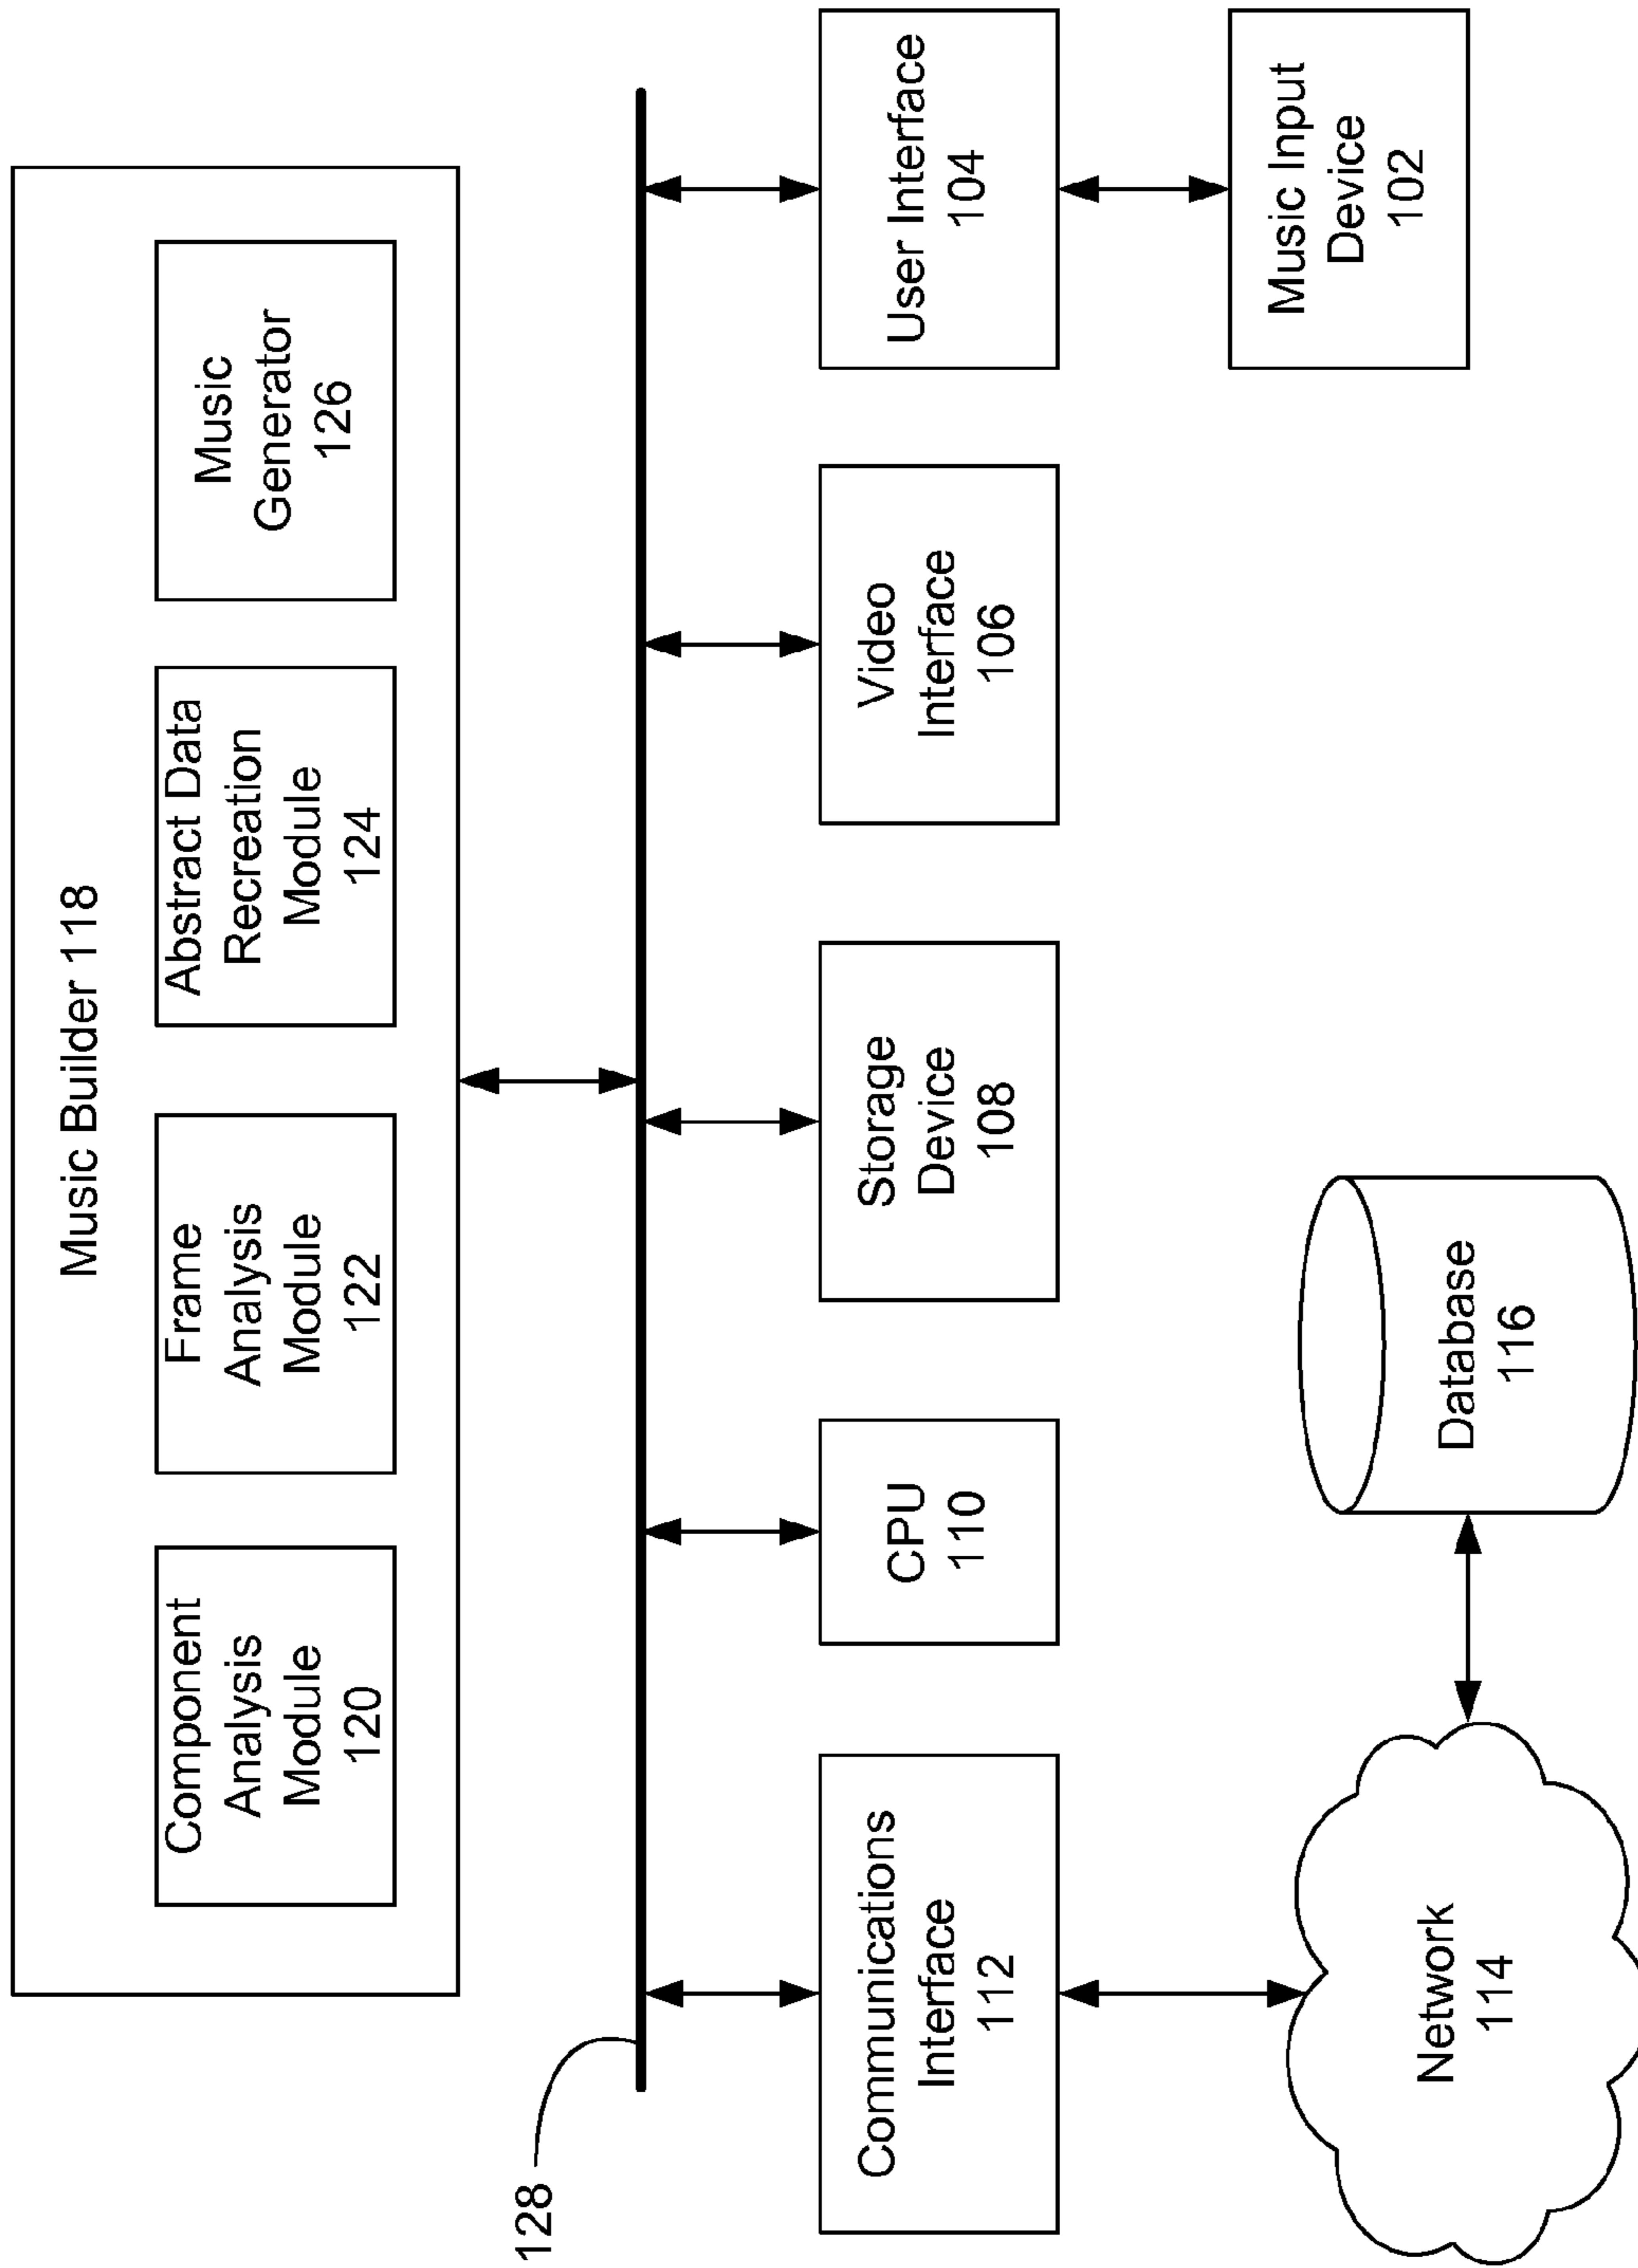 Music Builder 118
Component
Analysis
Module
120
Frame
Analysis
Module
122
Abstract Data
Recreation
Module
124
Music
Generator
126
128
Communications
Interface
112
CPU
110
Storage
Device
108
Video
Interface
106
User Interface
104
Network
114
Database
116
Music Input
Device
102